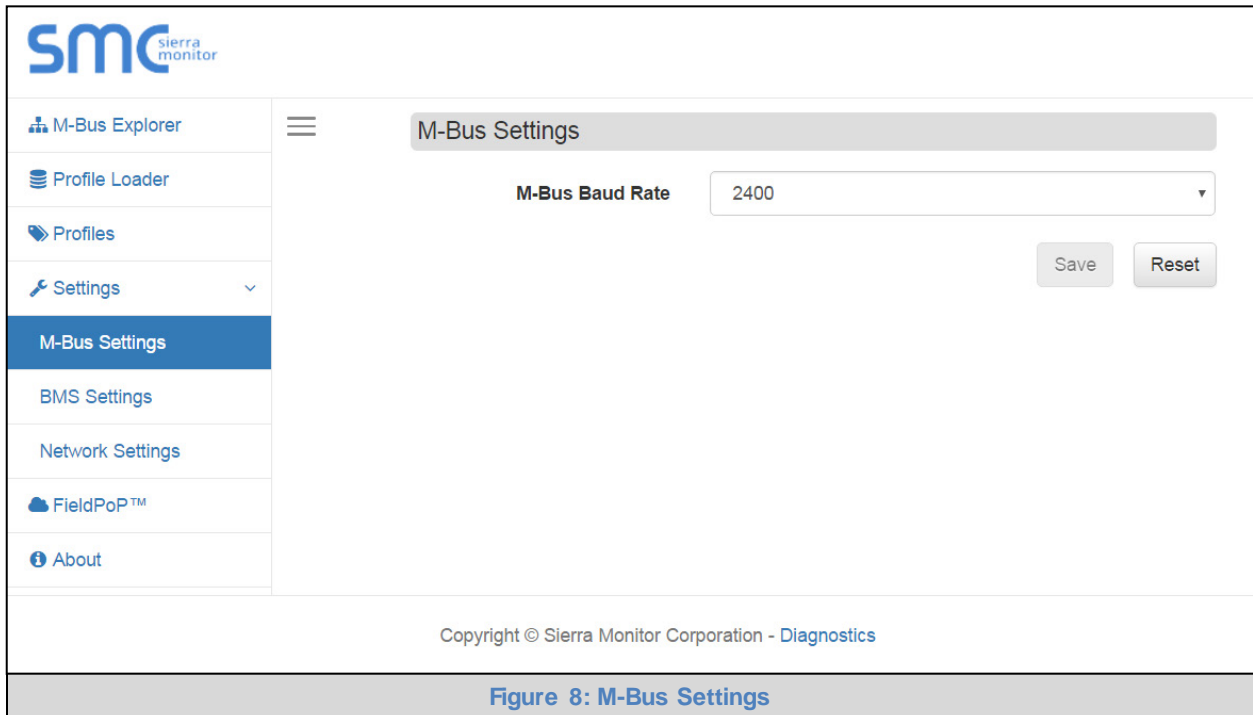 SMC sierra monitor
M-Bus Explorer
Profile Loader
Profiles
Settings
M-Bus Settings
BMS Settings
Network Settings
FieldPoP™
About
M-Bus Settings
M-Bus Baud Rate
2400
Save
Reset
Copyright © Sierra Monitor Corporation - Diagnostics
Figure 8: M-Bus Settings